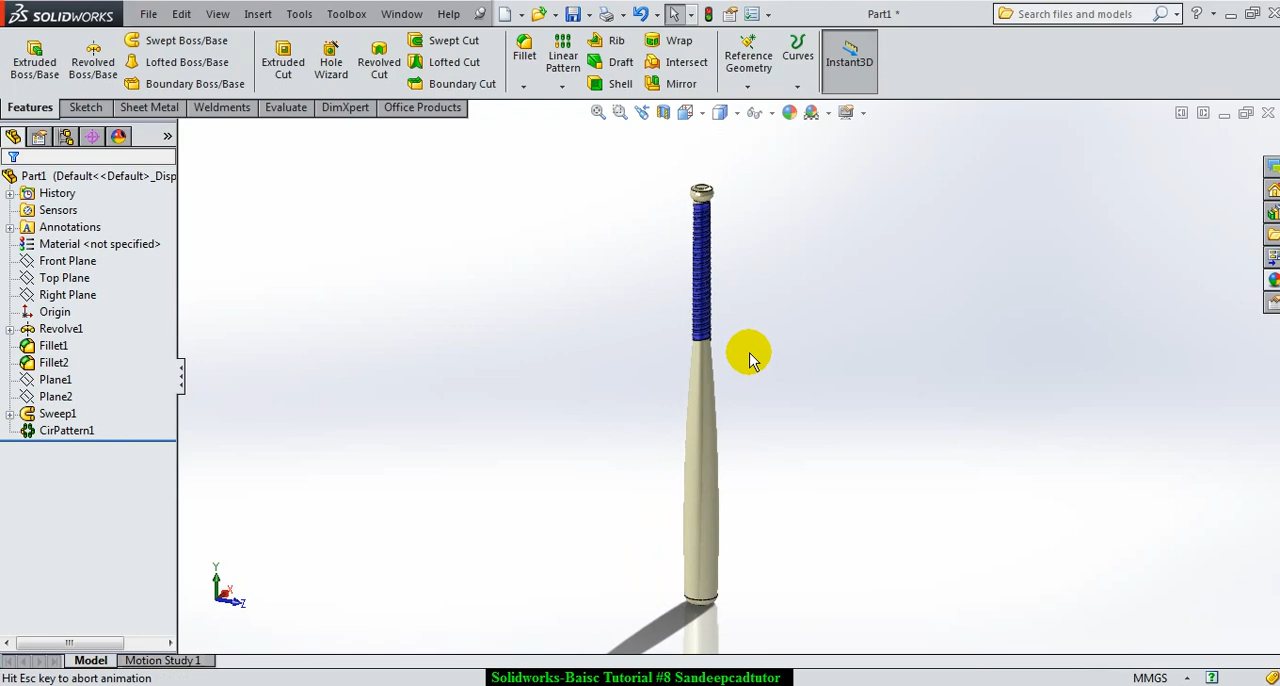 SOLIDWORKS File Edit View Insert Tools Toolbox Window Help Part1 * Search files and models
Extruded Boss/Base
Revolved Boss/Base
Swept Boss/Base
Lofted Boss/Base
Boundary Boss/Base
Extruded Cut
Hole Wizard
Revolved Cut
Swept Cut
Lofted Cut
Boundary Cut
Fillet
Linear Pattern
Rib
Draft
Shell
Wrap
Intersect
Mirror
Reference Geometry
Curves
Instant3D
Features Sketch Sheet Metal Weldments Evaluate DimXpert Office Products
Part1 (Default<<Default>_Disp
History
Sensors
Annotations
Material <not specified>
Front Plane
Top Plane
Right Plane
Origin
Revolve1
Fillet1
Fillet2
Plane1
Plane2
Sweep1
CirPattern1
Y
X
Z
Model Motion Study 1
Hit Esc key to abort animation
Solidworks-Baisc Tutorial #8 Sandeepcadtutor
MMGS